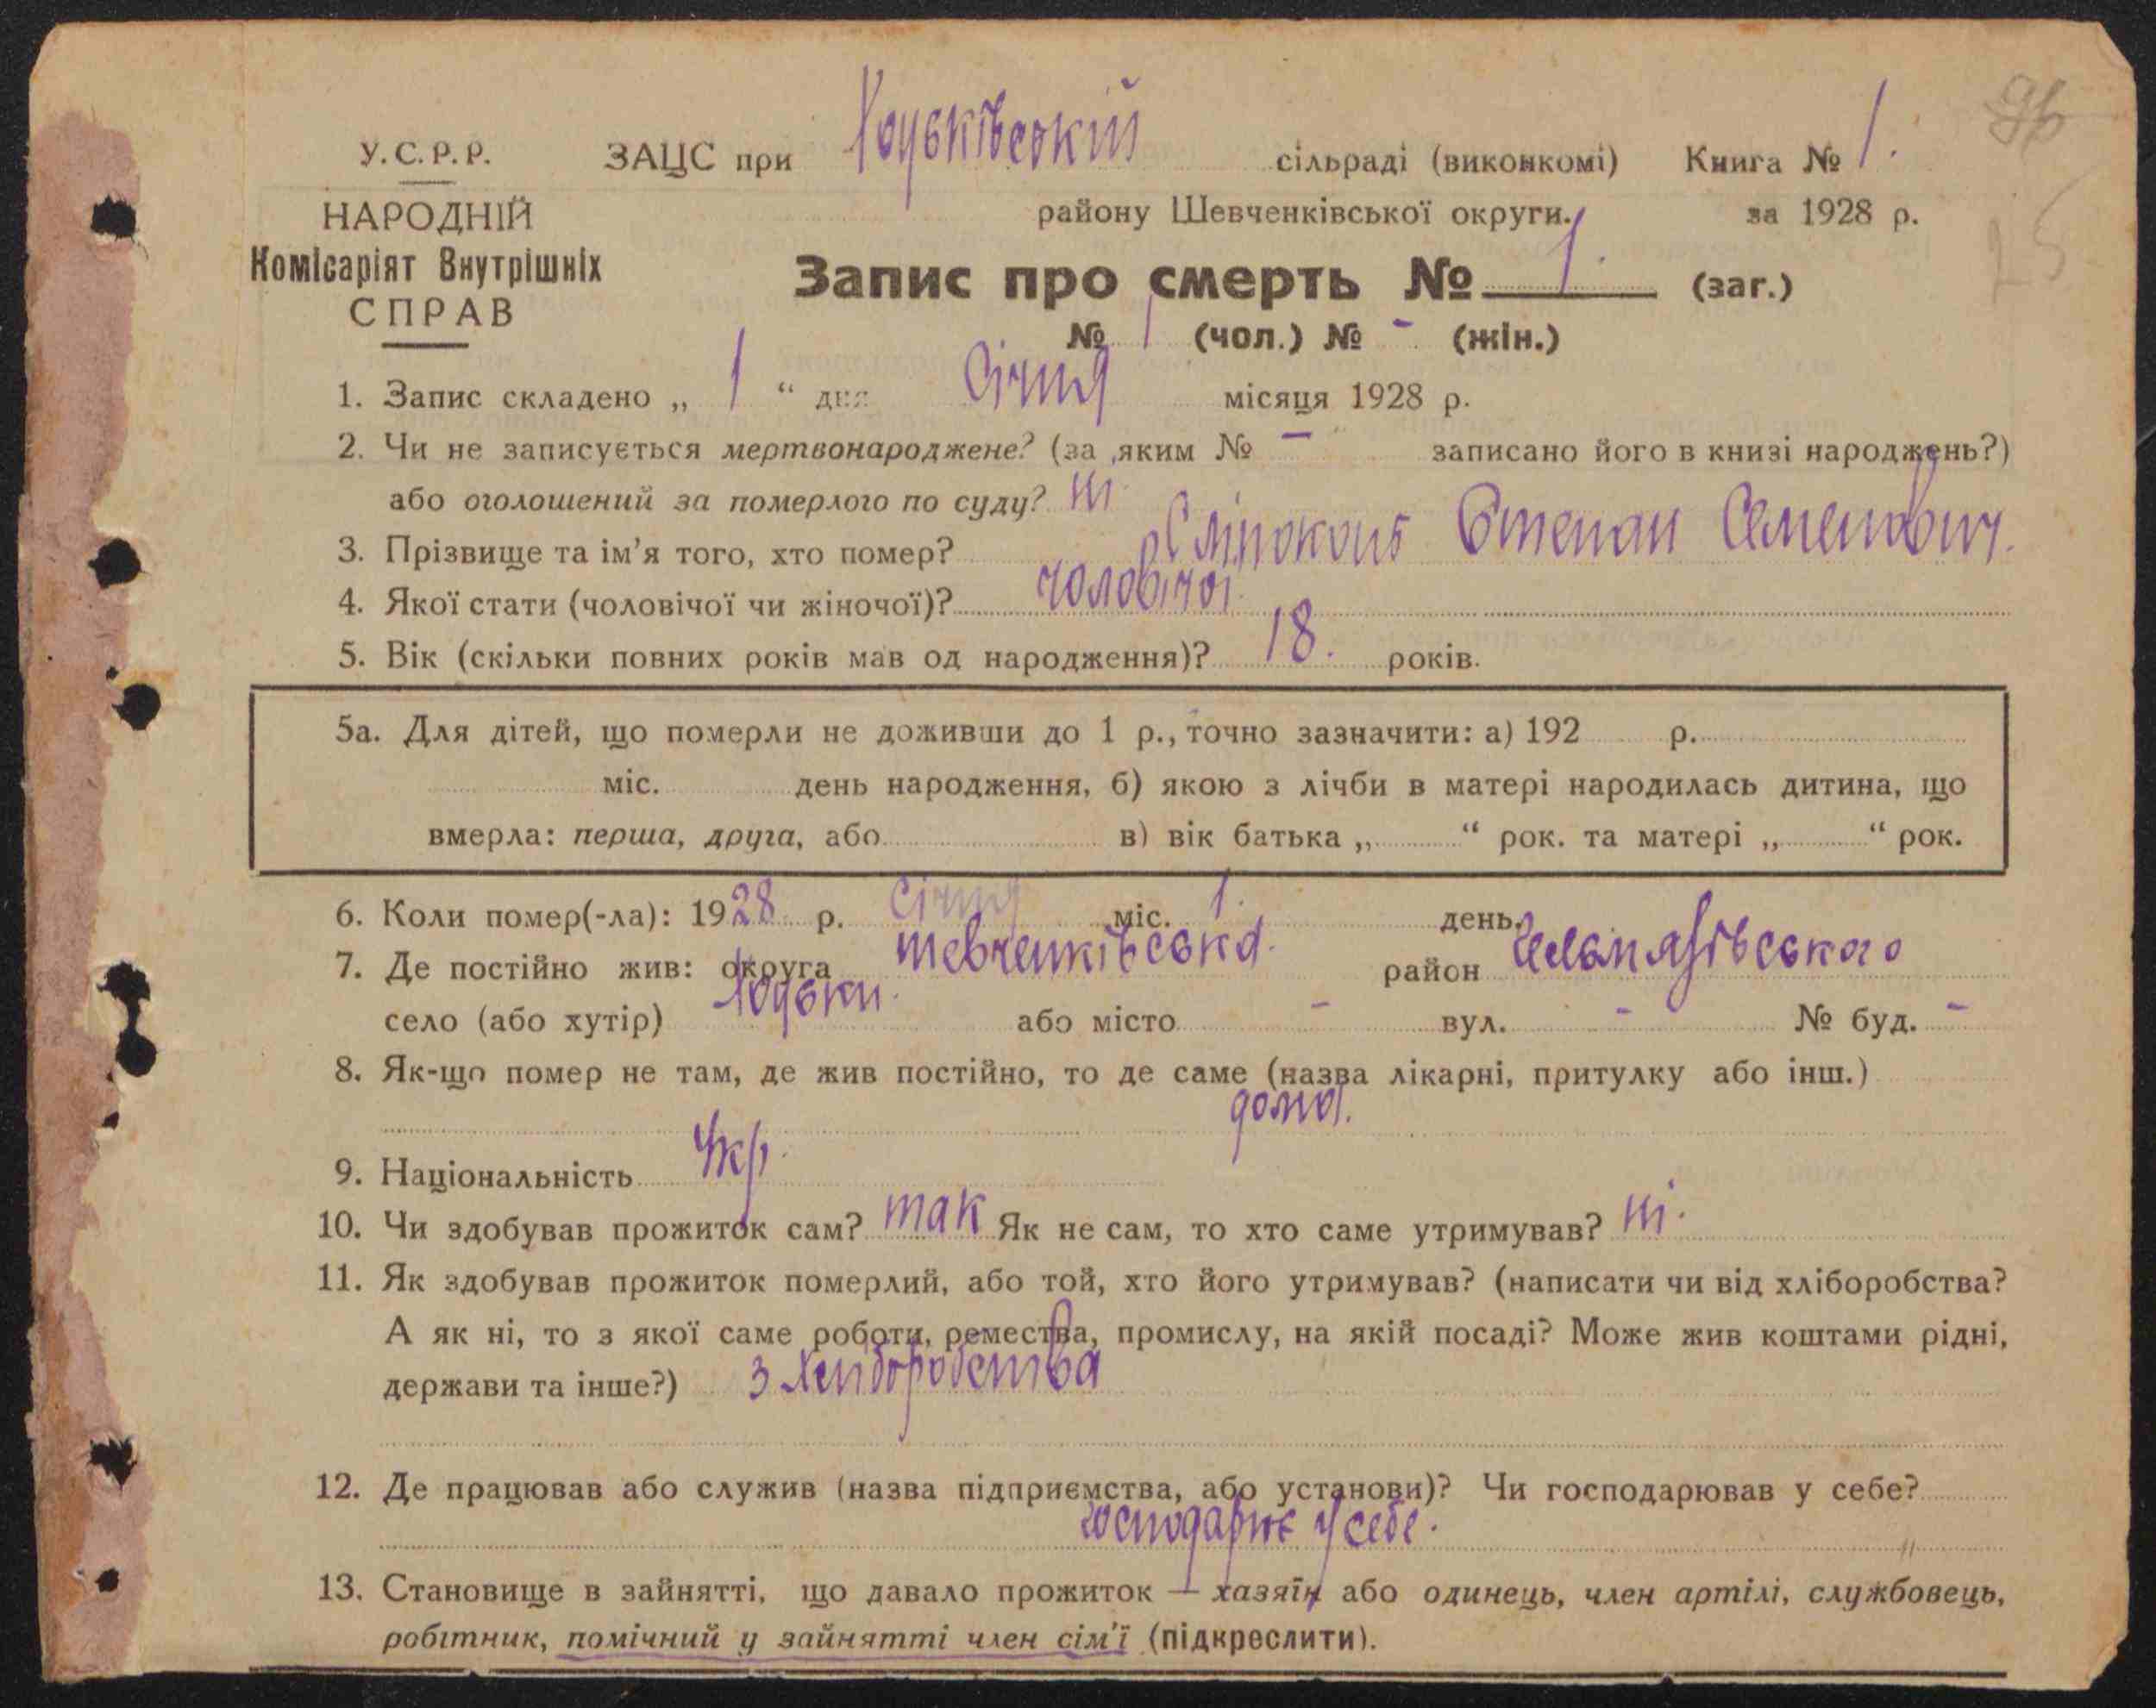 У.С.Р.Р. ЗАЦС при Хоцьківській сільраді (виконкомі) Книга № 1.
НАРОДНІЙ району Шевченківської округи. за 1928 р.
Комісаріят Внутрішніх
СПРАВ
Запис про смерть № 1. (заг.)
№ 1 (чол.) № - (жін.)
1. Запис складено „ 1 “ дня Січня місяця 1928 р.
2. Чи не записується мертвонароджене? (за яким № - записано його в книзі народжень?)
або оголошений за померлого по суду? ні.
3. Прізвище та ім’я того, хто помер? Сліпоконь Степан Семенович.
4. Якої стати (чоловічої чи жіночої)? чоловічої.
5. Вік (скільки повних років мав од народження)? 18. років.
5а. Для дітей, що померли не доживши до 1 р., точно зазначити: а) 192 р.
міс. день народження, б) якою з лічби в матері народилась дитина, що
вмерла: перша, друга, або в) вік батька „ “ рок. та матері „ “ рок.
6. Коли помер(-ла): 1928 р. Січня міс. 1. день.
7. Де постійно жив: округа Шевченківська. район
село (або хутір) Хоцьки. або місто - вул. - № буд. -
8. Як-що помер не там, де жив постійно, то де саме (назва лікарні, притулку або інш.)
дома.
9. Національність Укр.
10. Чи здобував прожиток сам? так Як не сам, то хто саме утримував? ні.
11. Як здобував прожиток померлий, або той, хто його утримував? (написати чи від хліборобства?
А як ні, то з якої саме роботи, ремества, промислу, на якій посаді? Може жив коштами рідні,
держави та інше?) з хліборобства
12. Де працював або служив (назва підприємства, або установи)? Чи господарював у себе?
господарює у себе.
13. Становище в зайнятті, що давало прожиток — хазяїн або одинець, член артілі, службовець,
робітник, помічний у зайнятті член сім’ї (підкреслити).